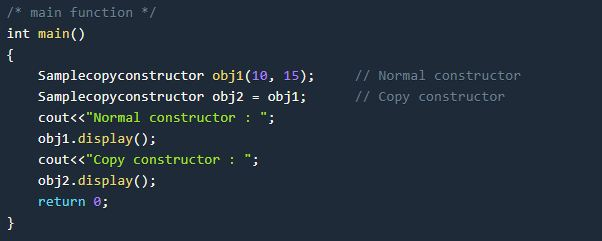 /* main function */
int main()
{
    Samplecopyconstructor obj1(10, 15);     // Normal constructor
    Samplecopyconstructor obj2 = obj1;      // Copy constructor
    cout<<"Normal constructor : ";
    obj1.display();
    cout<<"Copy constructor : ";
    obj2.display();
    return 0;
}